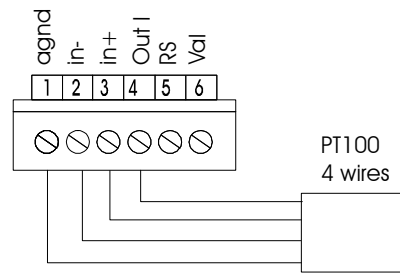 agnd
in-
in+
Out I
RS
Val
1 2 3 4 5 6
PT100
4 wires